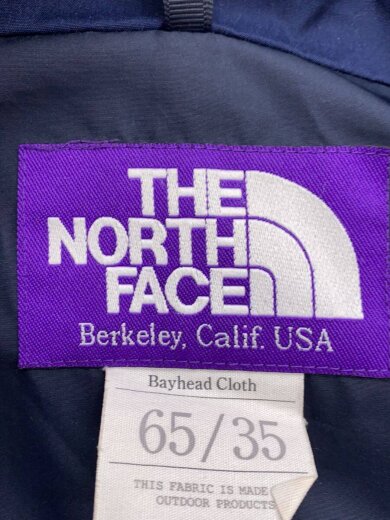 THE
NORTH
FACE
Berkeley, Calif. USA
Bayhead Cloth
65/35
THIS FABRIC IS MADE
OUTDOOR PRODUCTS